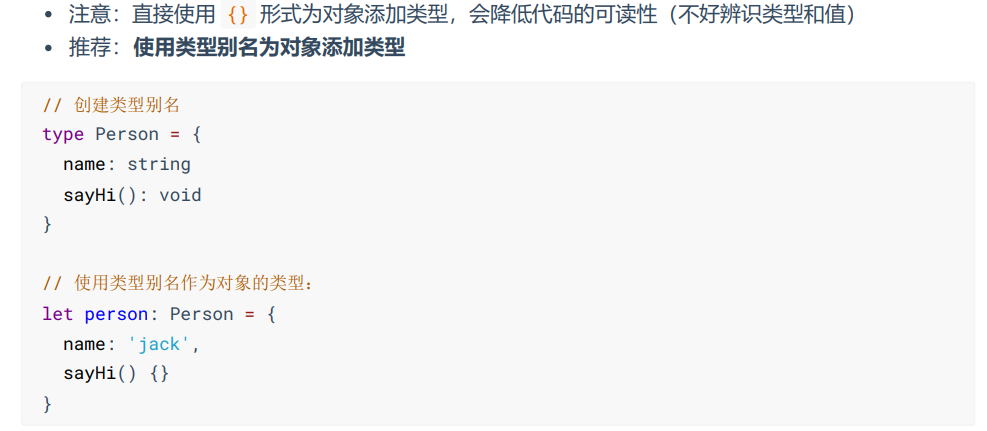 • 注意：直接使用 {} 形式为对象添加类型，会降低代码的可读性（不好辨识类型和值）
• 推荐：使用类型别名为对象添加类型
// 创建类型别名
type Person = {
  name: string
  sayHi(): void
}
// 使用类型别名作为对象的类型：
let person: Person = {
  name: 'jack',
  sayHi() {}
}